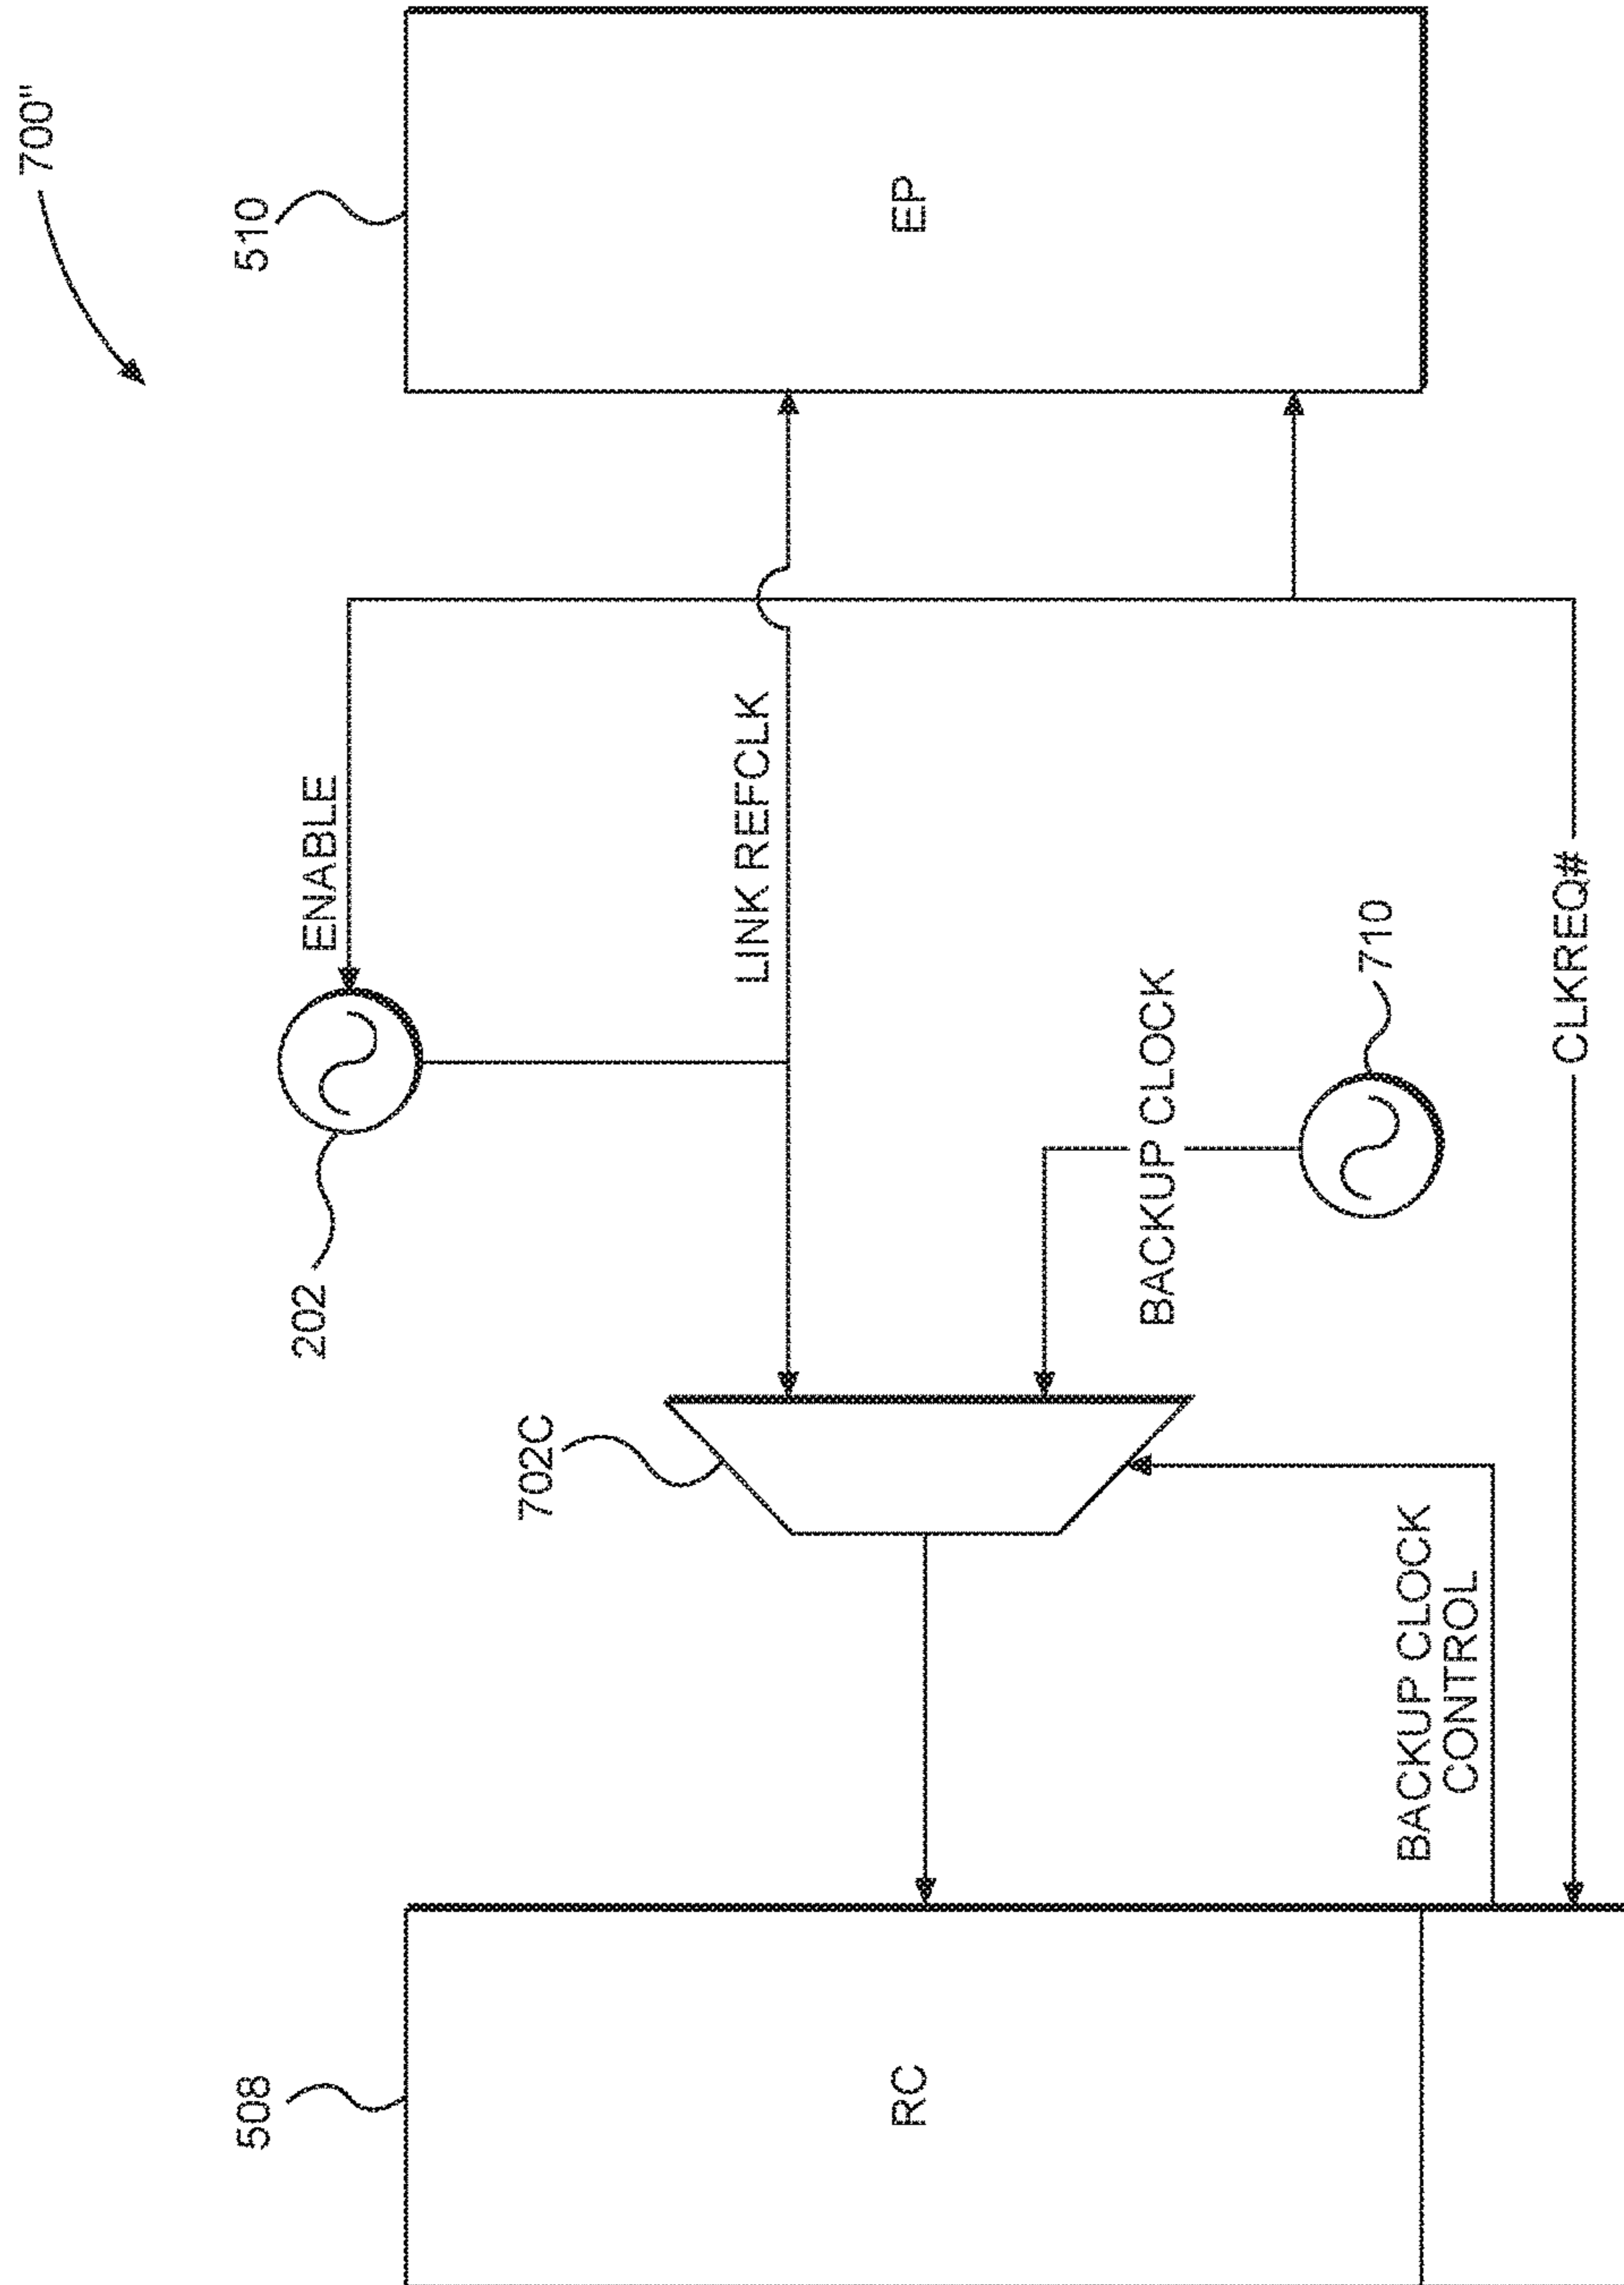 700"
508
510
RC
EP
202
ENABLE
LINK REFCLK
702C
BACKUP CLOCK
710
BACKUP CLOCK
CONTROL
CLKREQ#